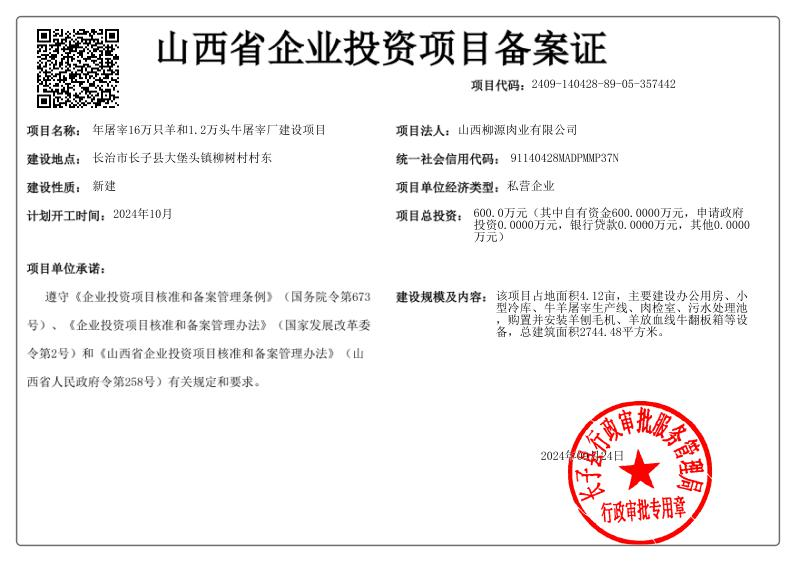 山西省企业投资项目备案证
项目代码：2409-140428-89-05-357442
项目名称：年屠宰16万只羊和1.2万头牛屠宰厂建设项目
项目法人：山西柳源肉业有限公司
建设地点：长治市长子县大堡头镇柳树村村东
统一社会信用代码：91140428MADPMMP37N
建设性质：新建
项目单位经济类型：私营企业
计划开工时间：2024年10月
项目总投资：600.0万元（其中自有资金600.0000万元，申请政府
投资0.0000万元，银行贷款0.0000万元，其他0.0000
万元）
项目单位承诺：
遵守《企业投资项目核准和备案管理条例》（国务院令第673
号）、《企业投资项目核准和备案管理办法》（国家发展改革委
令第2号）和《山西省企业投资项目核准和备案管理办法》（山
西省人民政府令第258号）有关规定和要求。
建设规模及内容：该项目占地面积4.12亩，主要建设办公用房、小
型冷库、牛羊屠宰生产线、肉检室、污水处理池
，购置并安装羊刨毛机、羊放血线牛翻板箱等设
备，总建筑面积2744.48平方米。
长子县行政审批服务管理局
2024年09月24日
行政审批专用章